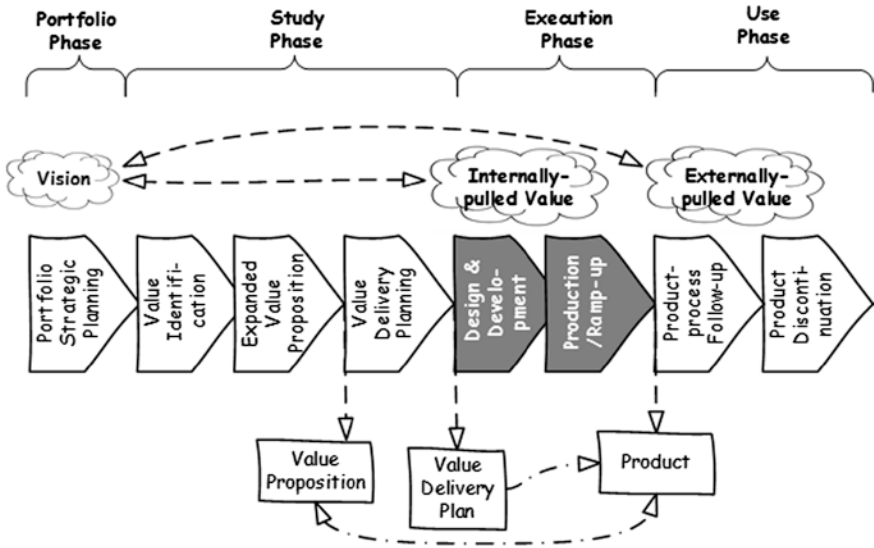 Portfolio
Phase
Study
Phase
Execution
Phase
Use
Phase
Vision
Internally-
pulled Value
Externally-
pulled Value
Portfolio
Strategic
Planning
Value
Identifi-
cation
Expanded
Value
Proposition
Value
Delivery
Planning
Design &
Develo-
pment
Production
/Ramp-up
Product-
process
Follow-up
Product
Disconti-
nuation
Value
Proposition
Value
Delivery
Plan
Product